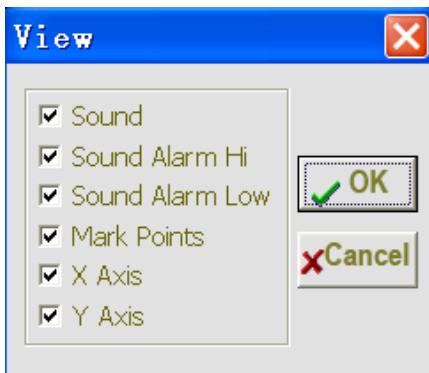 View
Sound
Sound Alarm Hi
Sound Alarm Low
Mark Points
X Axis
Y Axis
OK
Cancel